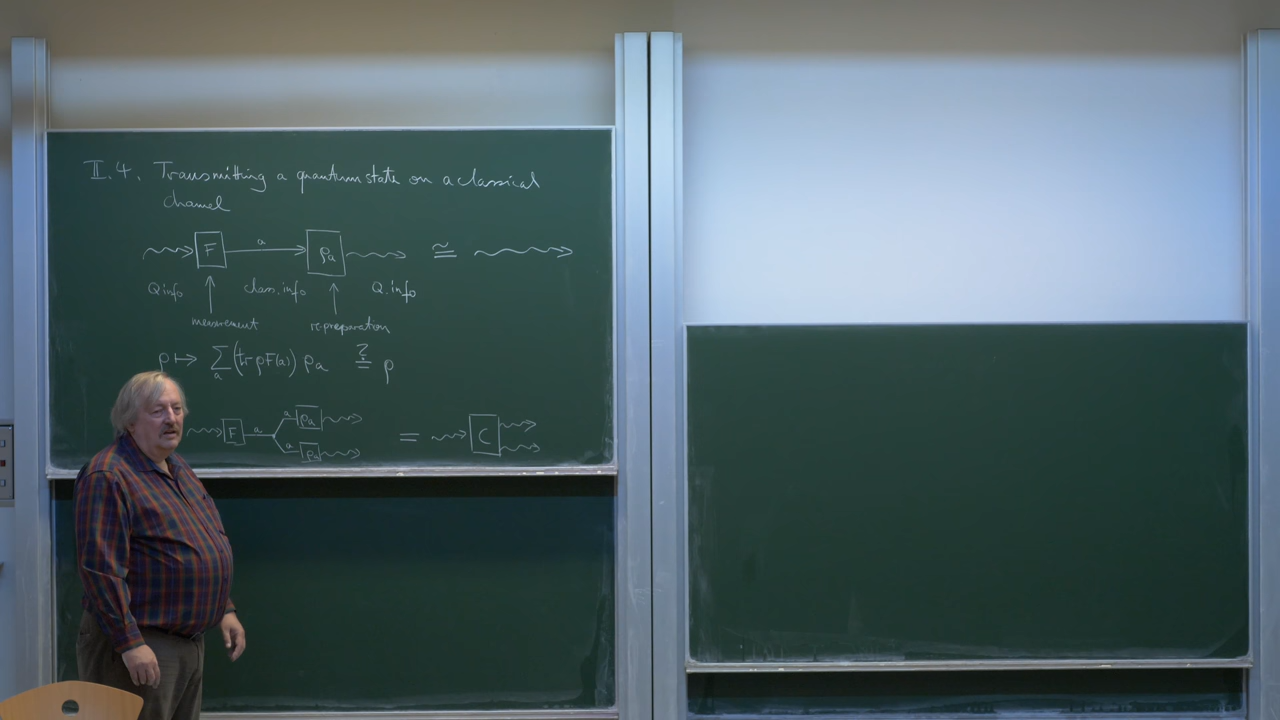 II.4. Transmitting a quantum state on a classical
channel
F a ρa ≅
Q.info class.info Q.info
measurement re-preparation
ρ ↦ ∑a (tr ρF(a)) ρa ≟ ρ
F a a ρa = C
a ρa